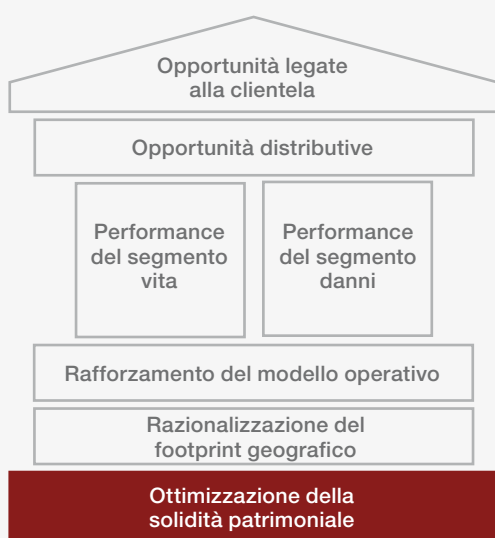 Opportunità legate
alla clientela
Opportunità distributive
Performance
del segmento
vita
Performance
del segmento
danni
Rafforzamento del modello operativo
Razionalizzazione del
footprint geografico
Ottimizzazione della
solidità patrimoniale